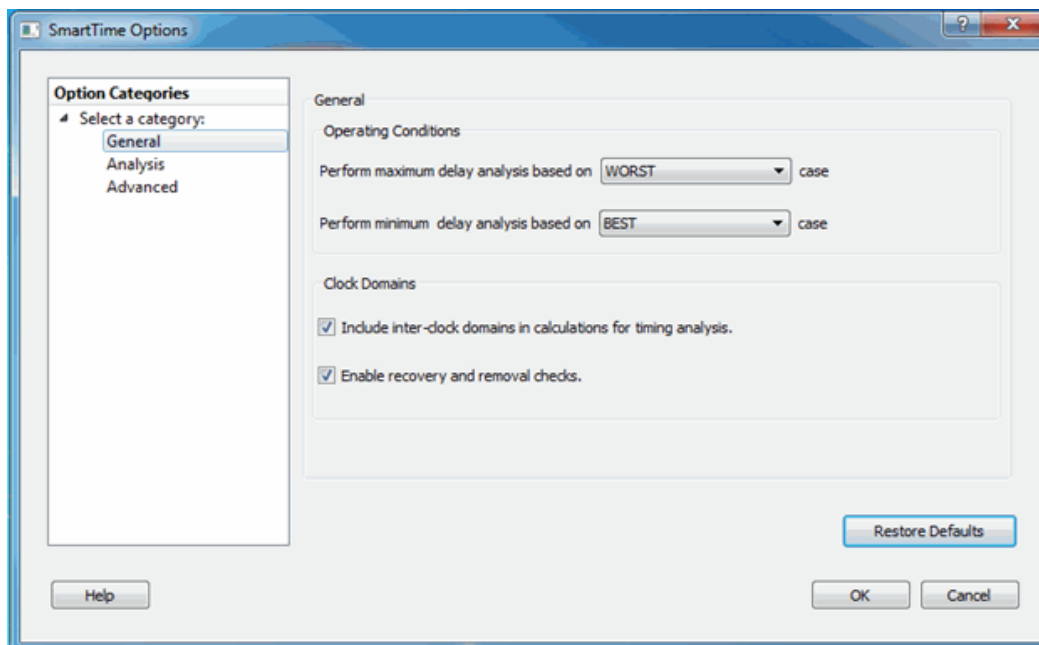 SmartTime Options
Option Categories
Select a category:
General
Analysis
Advanced
General
Operating Conditions
Perform maximum delay analysis based on WORST case
Perform minimum delay analysis based on BEST case
Clock Domains
Include inter-clock domains in calculations for timing analysis.
Enable recovery and removal checks.
Restore Defaults
Help OK Cancel